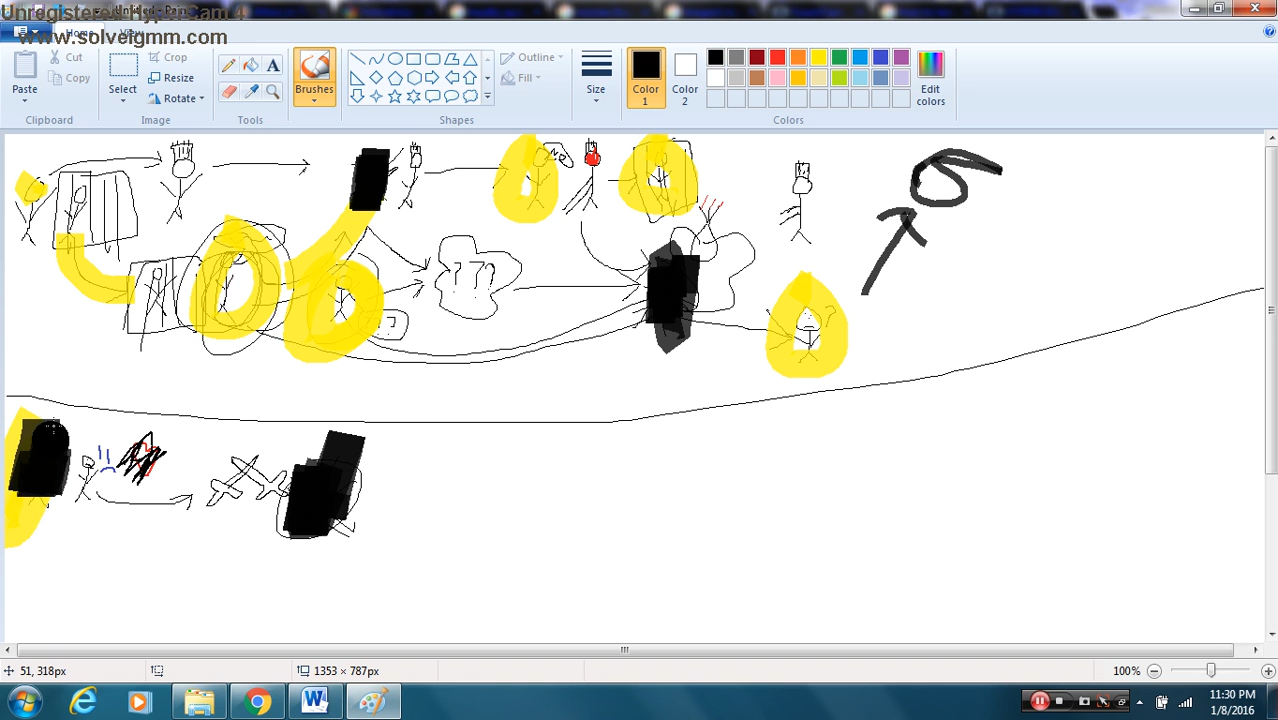 Unregistered HyperCam 4
www.solveigmm.com
Cut
Copy
Paste
Clipboard
Crop
Resize
Rotate
Select
Image
Tools
Brushes
Outline
Fill
Shapes
Size
Color 1
Color 2
Edit colors
Colors
NO
???
51, 318px
1353 × 787px
100%
11:30 PM
1/8/2016